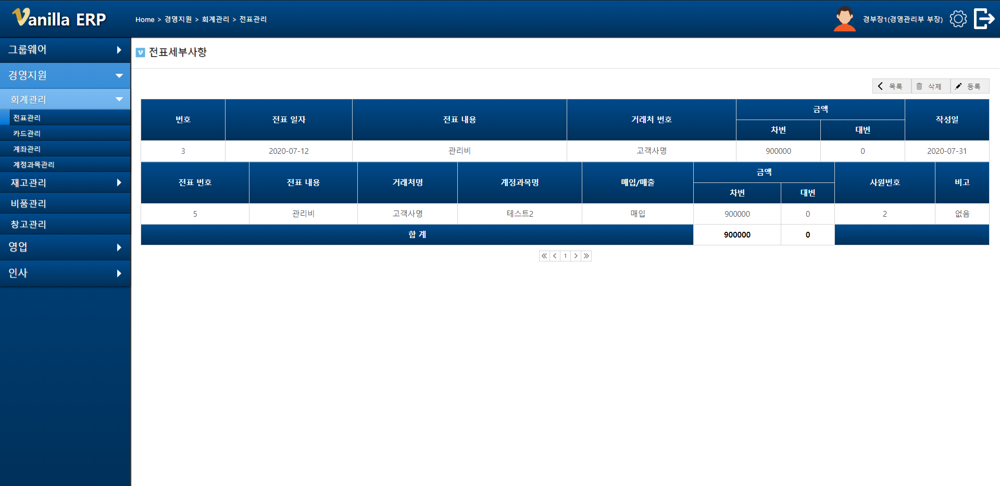 Vanilla ERP
Home > 경영지원 > 회계관리 > 전표관리
경부장1(경영관리부 부장)
그룹웨어
경영지원
회계관리
전표관리
카드관리
계좌관리
계정과목관리
재고관리
비품관리
창고관리
영업
인사
전표세부사항
목록 삭제 등록
번호 전표 일자 전표 내용 거래처 번호 금액 작성일
차변 대변
3 2020-07-12 관리비 고객사명 900000 0 2020-07-31
전표 번호 전표 내용 거래처명 계정과목명 매입/매출 금액 사원번호 비고
차변 대변
5 관리비 고객사명 테스트2 매입 900000 0 2 없음
합 계 900000 0
1